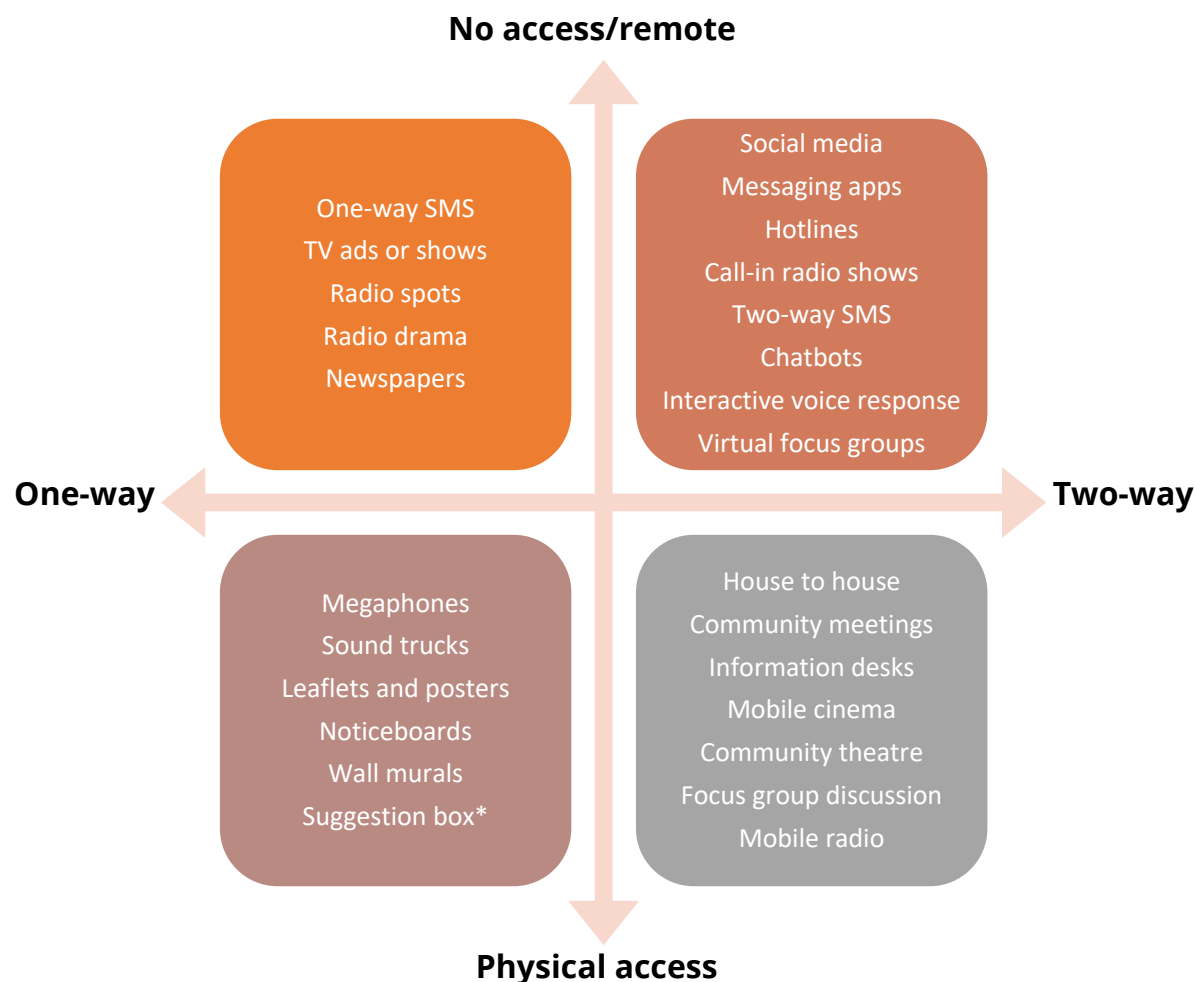 No access/remote
One-way SMS
TV ads or shows
Radio spots
Radio drama
Newspapers
Social media
Messaging apps
Hotlines
Call-in radio shows
Two-way SMS
Chatbots
Interactive voice response
Virtual focus groups
One-way
Two-way
Megaphones
Sound trucks
Leaflets and posters
Noticeboards
Wall murals
Suggestion box*
House to house
Community meetings
Information desks
Mobile cinema
Community theatre
Focus group discussion
Mobile radio
Physical access